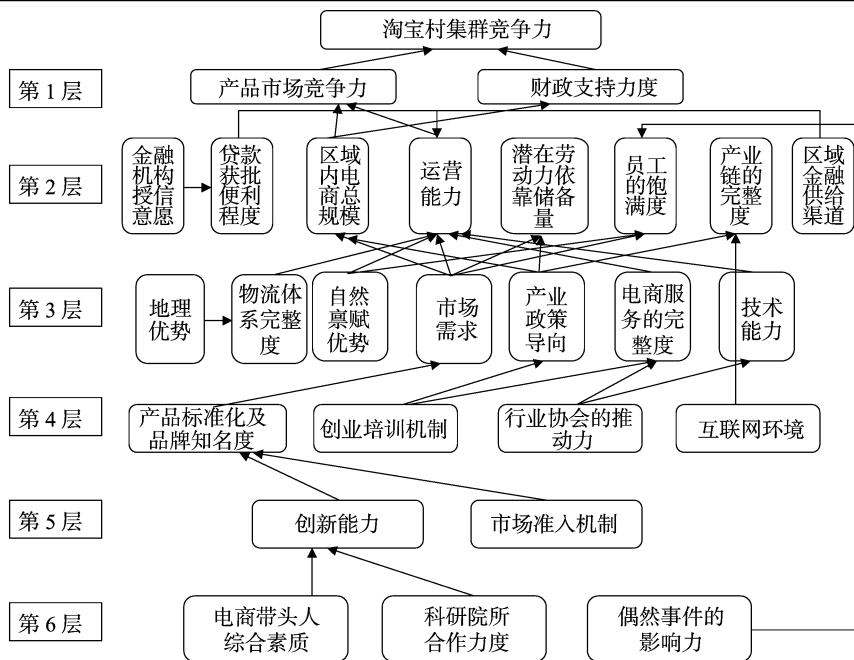 淘宝村集群竞争力
第1层
产品市场竞争力
财政支持力度
第2层
金融
机构
授信
意愿
贷款
获批
便利
程度
区域
内电
商总
规模
运营
能力
潜在劳
动力依
靠储备
量
员工
的饱
满度
产业
链的
完整
度
区域
金融
供给
渠道
第3层
地理
优势
物流体
系完整
度
自然
禀赋
优势
市场
需求
产业
政策
导向
电商服
务的完
整度
技术
能力
第4层
产品标准化及
品牌知名度
创业培训机制
行业协会的推
动力
互联网环境
第5层
创新能力
市场准入机制
第6层
电商带头人
综合素质
科研院所
合作力度
偶然事件的
影响力